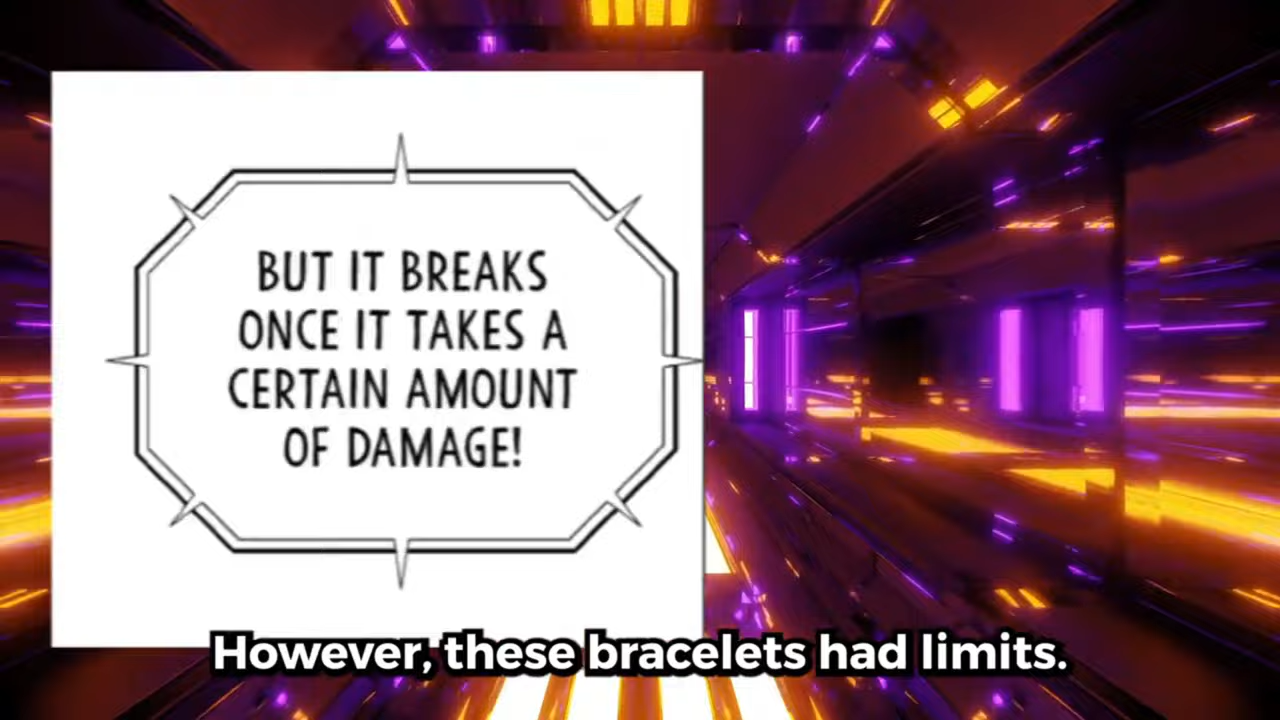 BUT IT BREAKS
ONCE IT TAKES A
CERTAIN AMOUNT
OF DAMAGE!
However, these bracelets had limits.